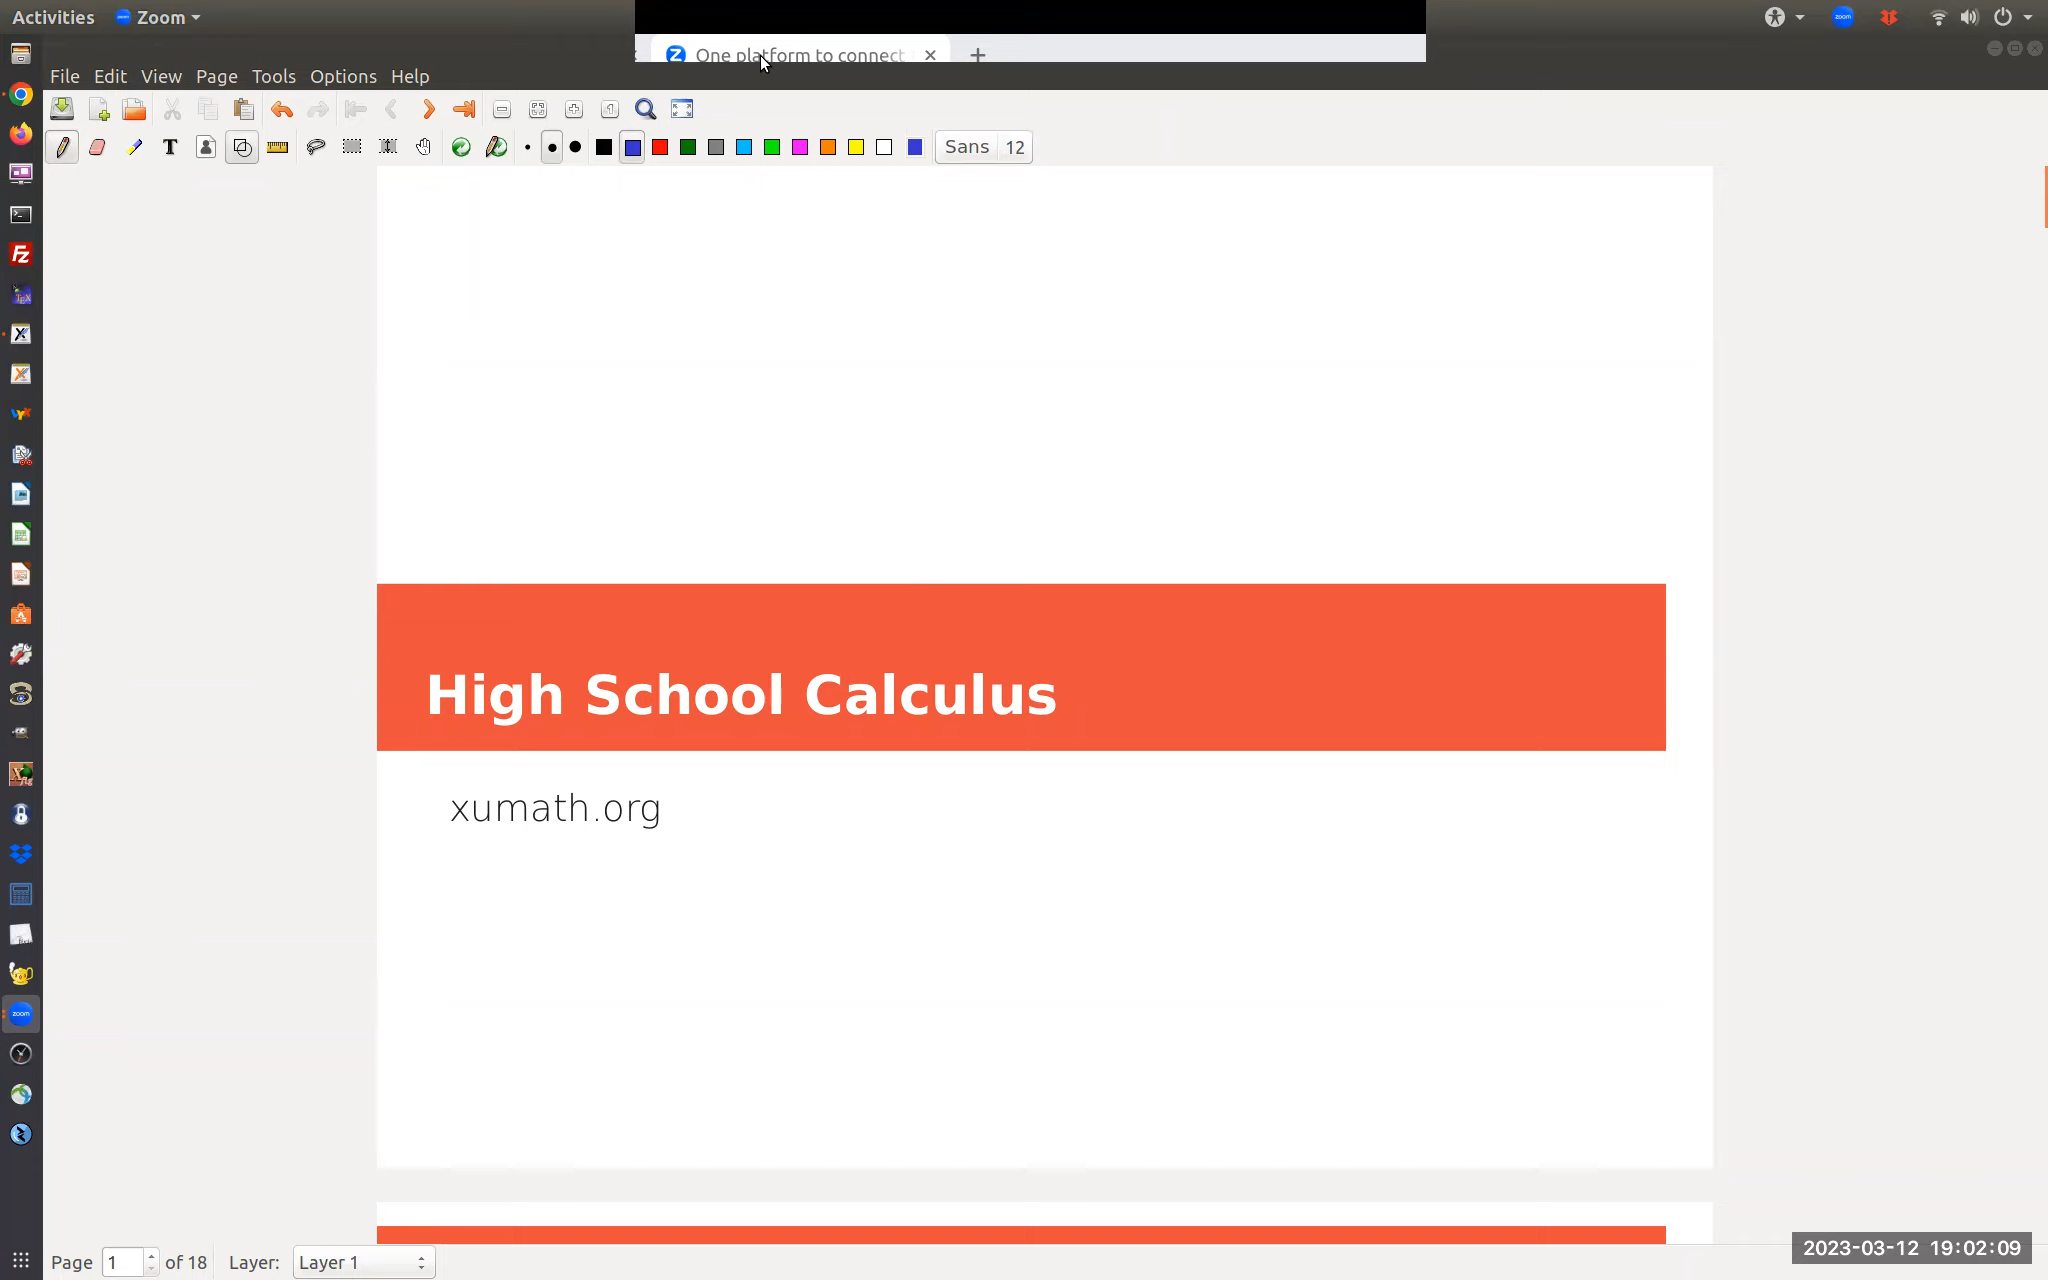 Activities Zoom
One platform to connect
File Edit View Page Tools Options Help
T Sans 12
High School Calculus
xumath.org
Page 1 of 18 Layer: Layer 1
2023-03-12 19:02:09